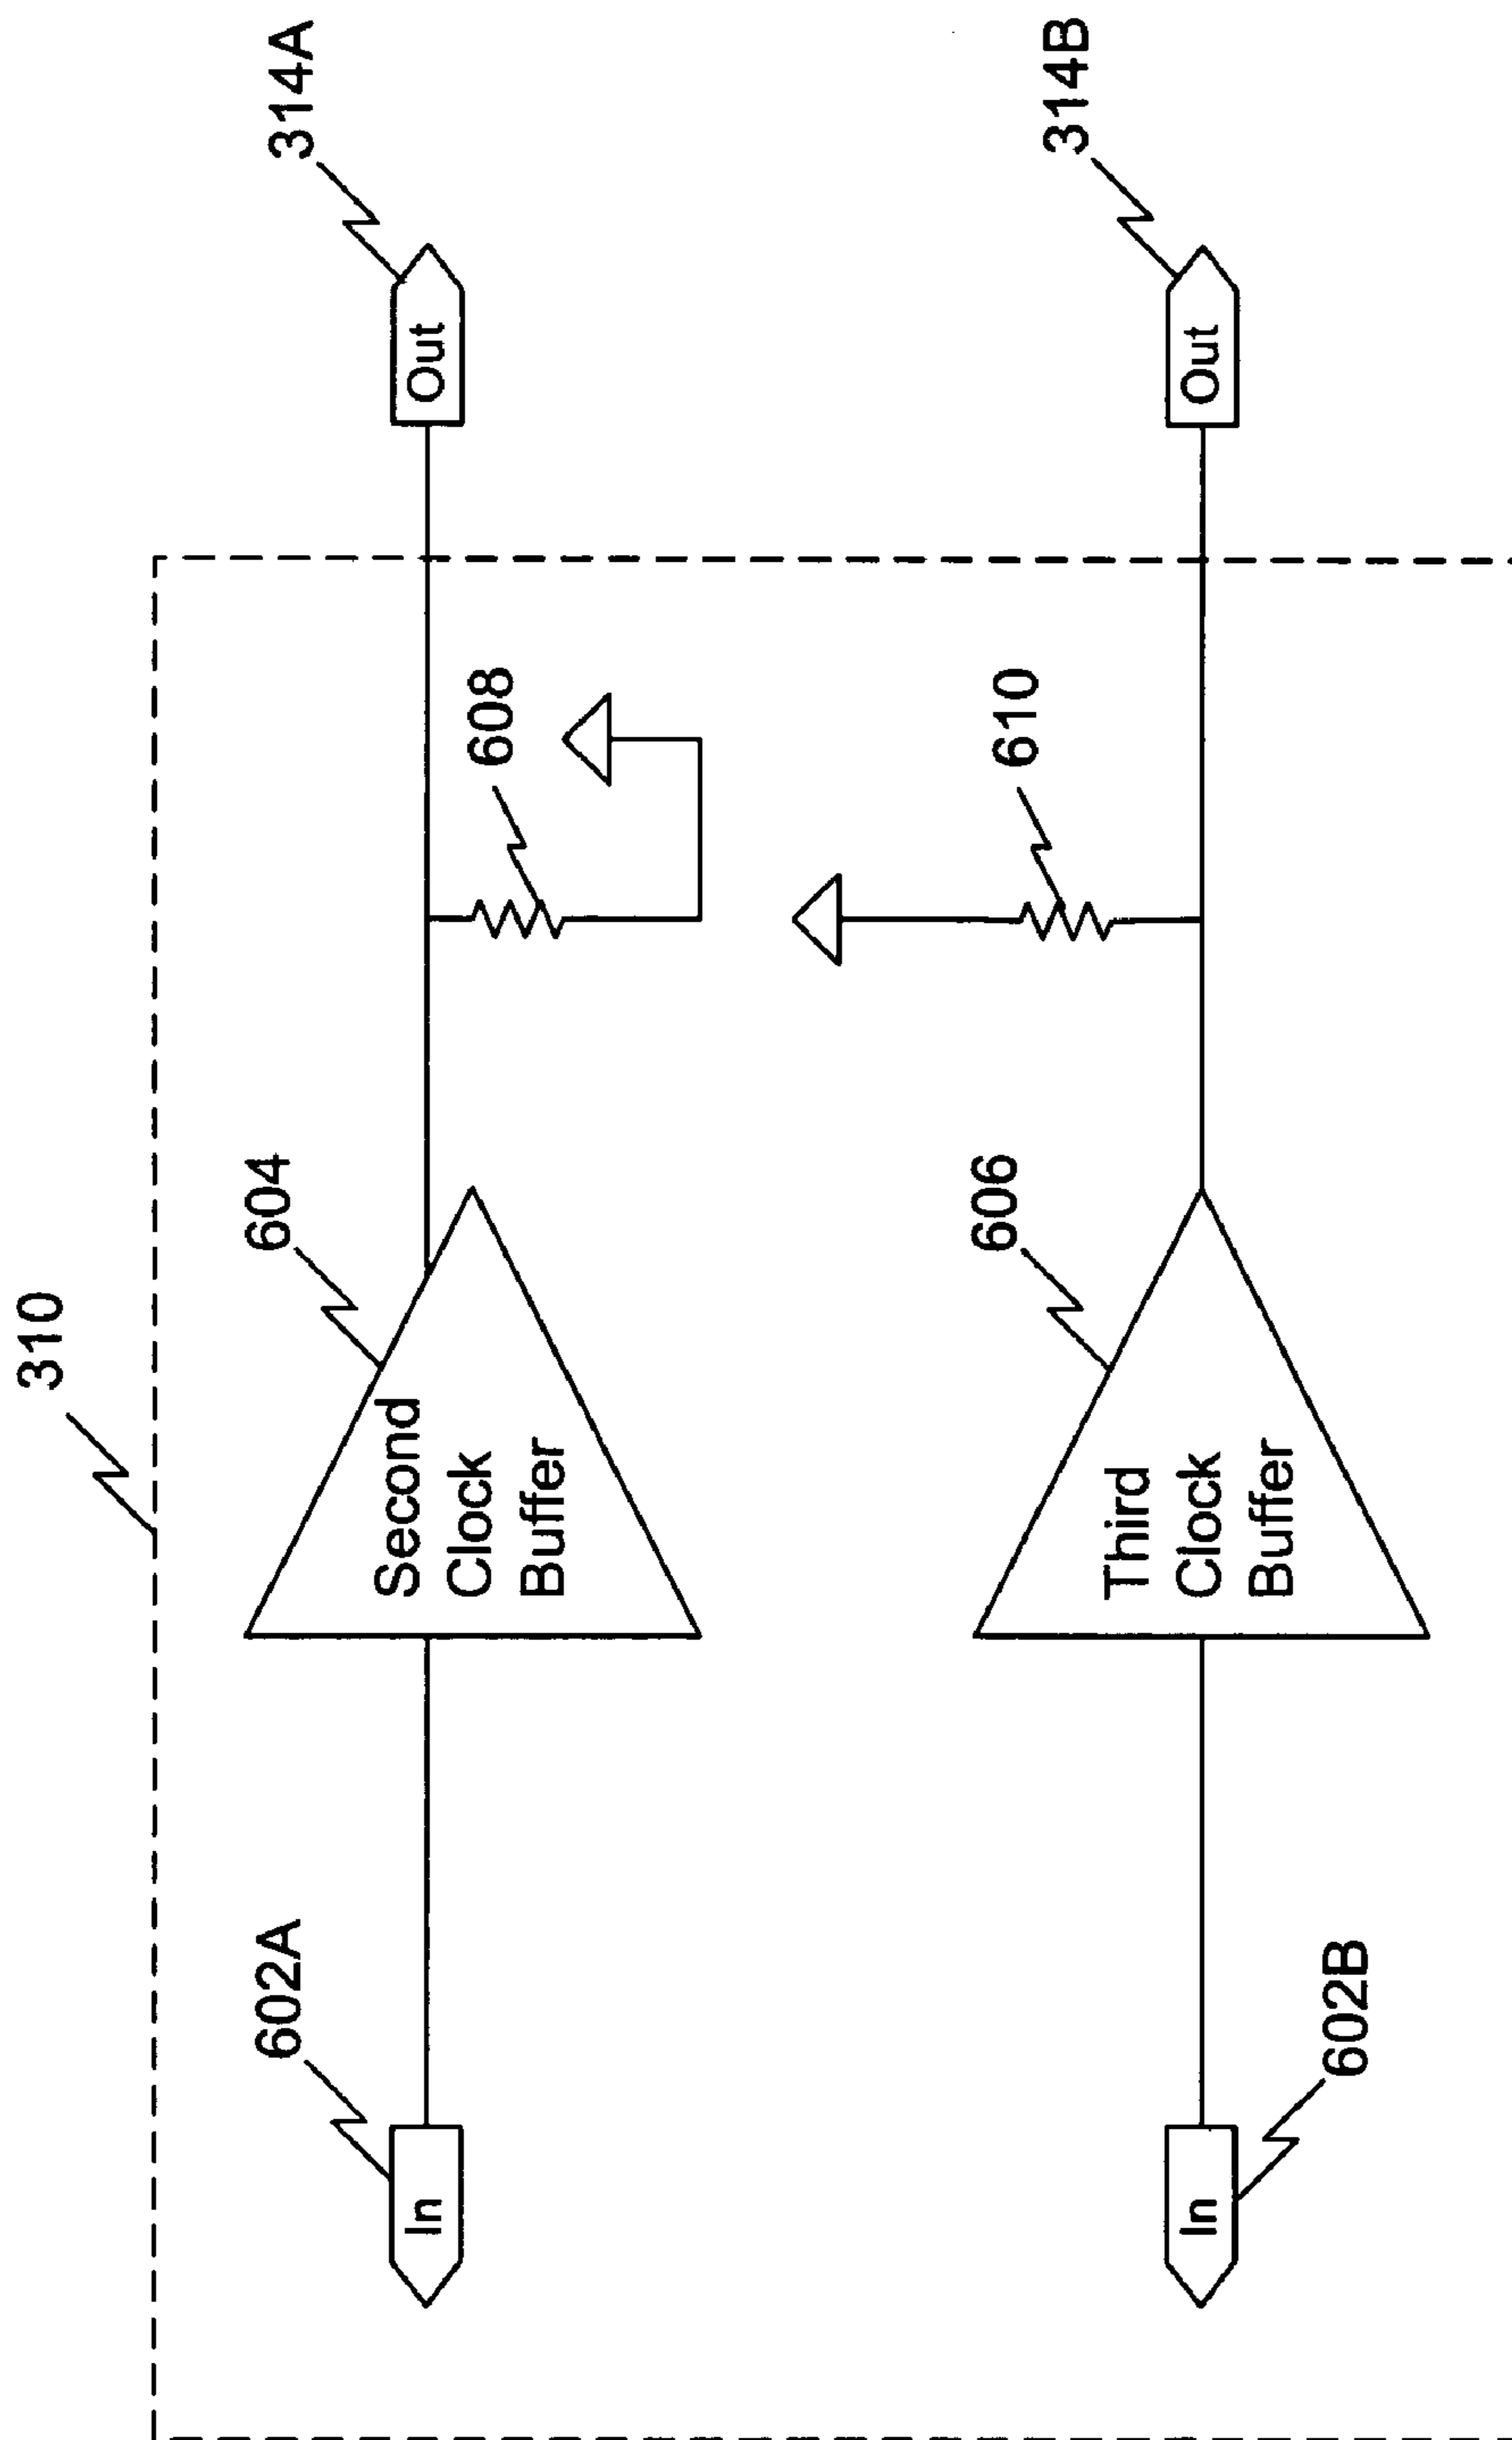 310
604
Second
Clock
Buffer
602A
In
608
314A
Out
606
Third
Clock
Buffer
602B
In
610
314B
Out